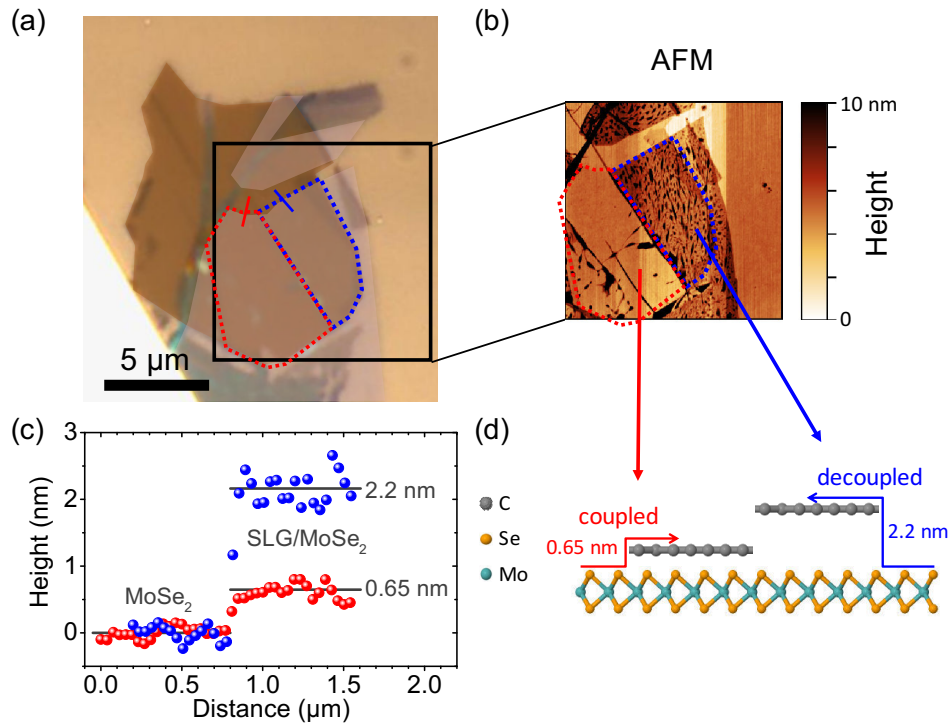 (a)
5 μm
(b)
AFM
10 nm
Height
0
(c)
Height (nm)
3
2
1
0
2.2 nm
SLG/MoSe₂
MoSe₂
0.65 nm
0.0
0.5
1.0
1.5
2.0
Distance (μm)
(d)
C
Se
Mo
coupled
0.65 nm
decoupled
2.2 nm